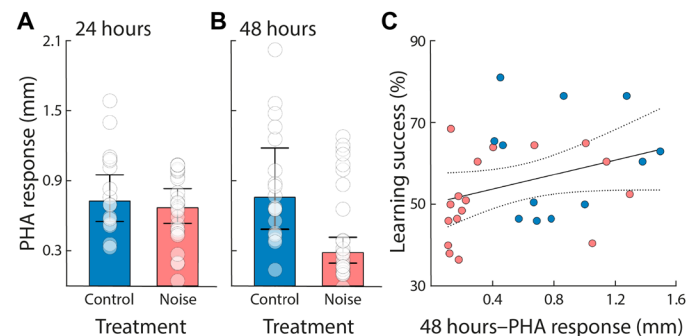 A 24 hours
2.1
1.5
0.9
0.3
PHA response (mm)
Control Noise
Treatment
B 48 hours
Control Noise
Treatment
C
90
70
50
30
Learning success (%)
0.4 0.8 1.2 1.6
48 hours–PHA response (mm)